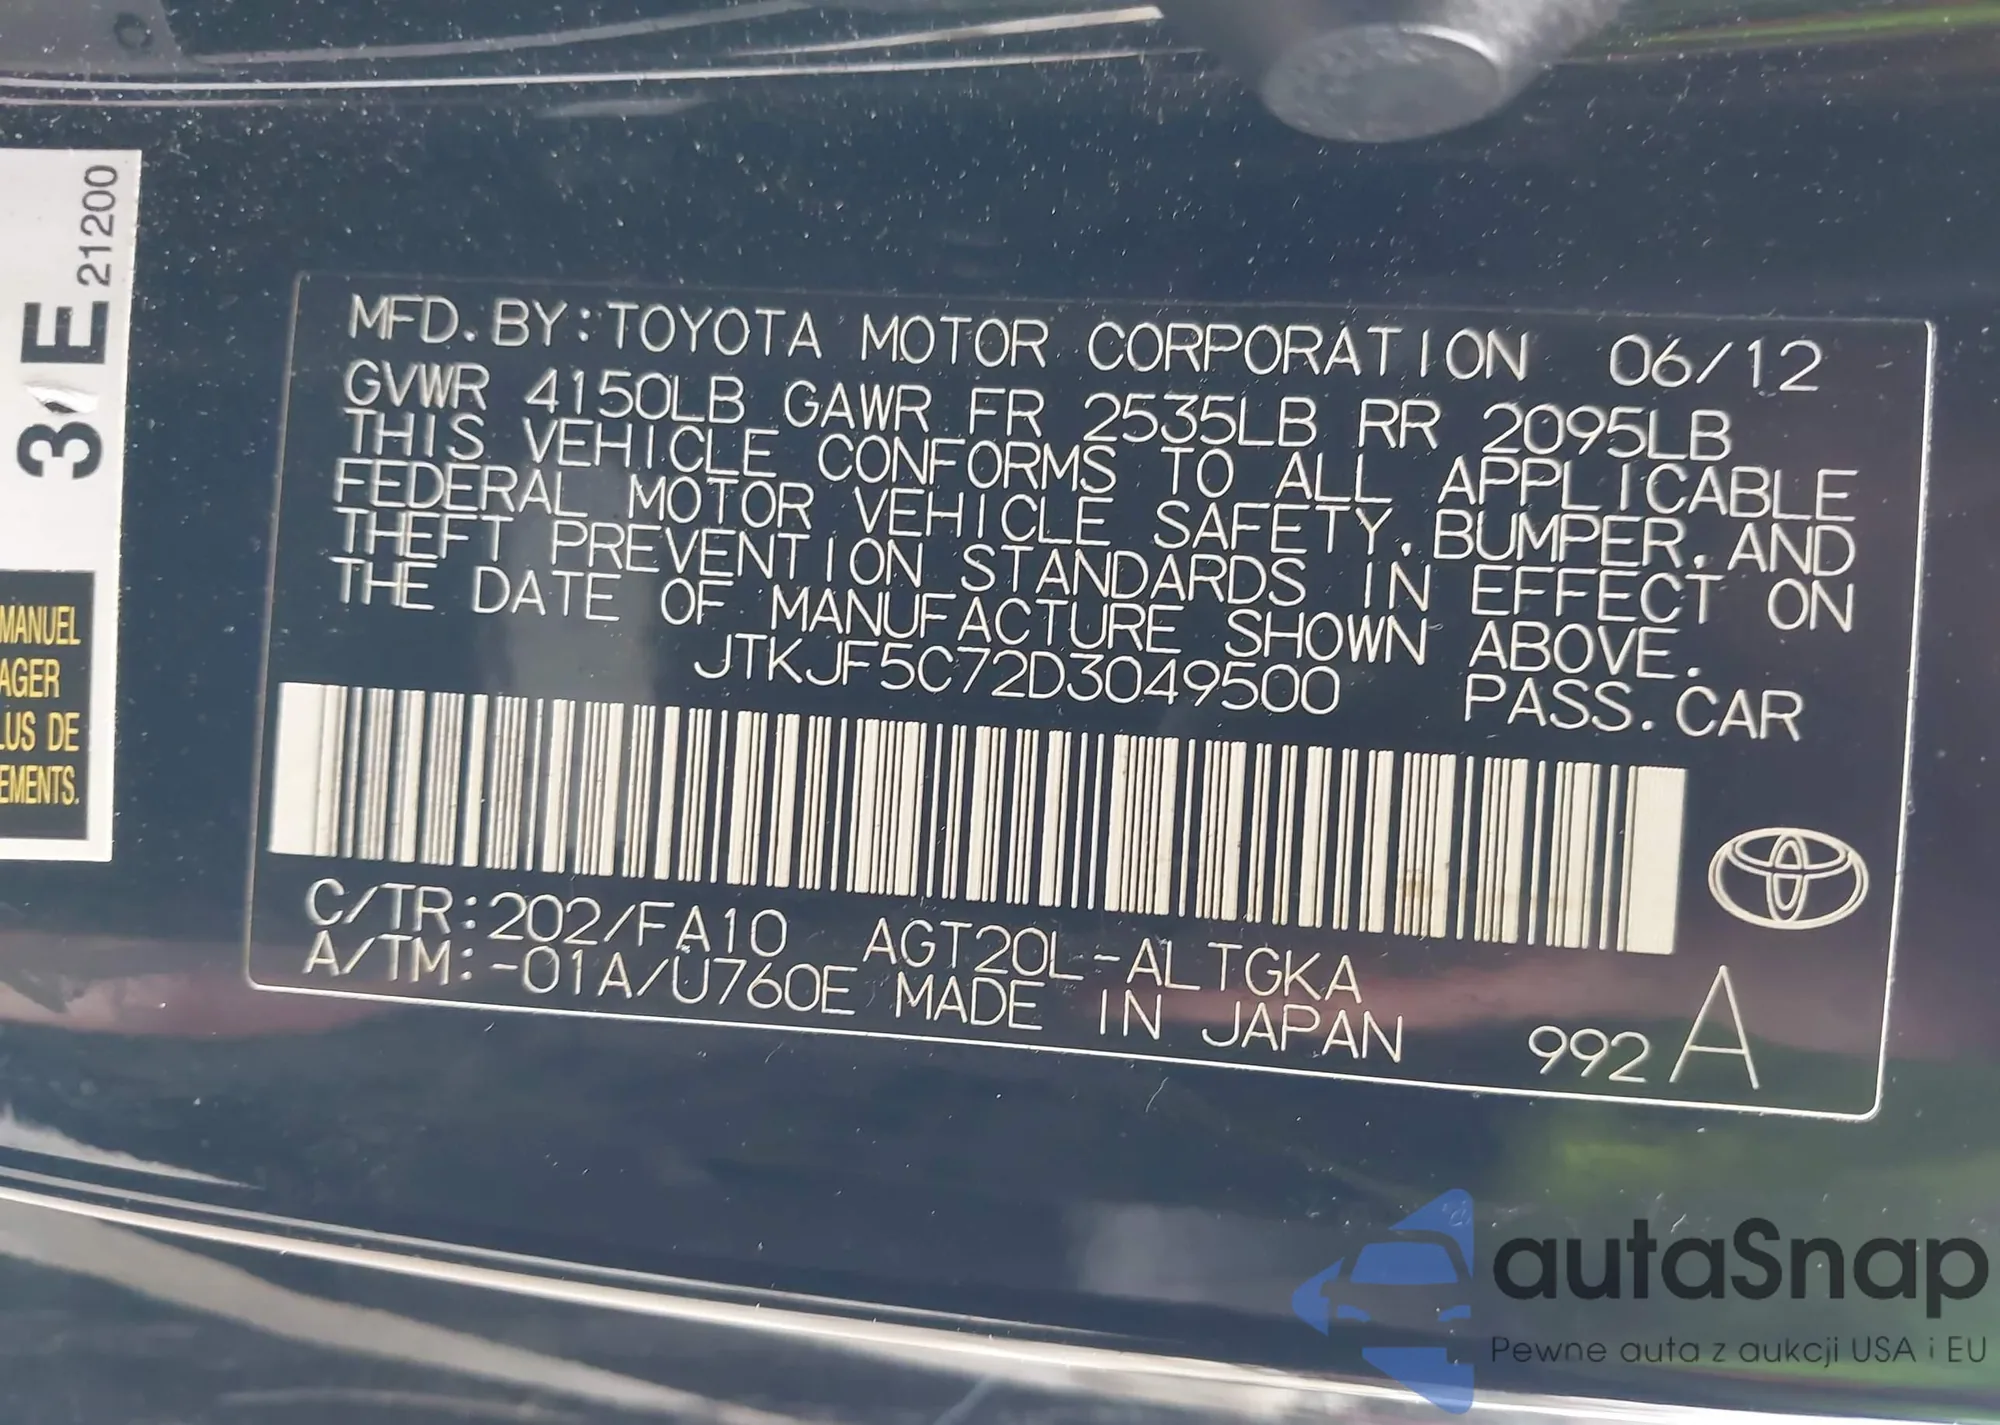 3 E 21200
MANUEL
AGER
LUS DE
EMENTS.
MFD. BY: TOYOTA MOTOR CORPORATION 06/12
GVWR 4150LB GAWR FR 2535LB RR 2095LB
THIS VEHICLE CONFORMS TO ALL APPLICABLE
FEDERAL MOTOR VEHICLE SAFETY, BUMPER, AND
THEFT PREVENTION STANDARDS IN EFFECT ON
THE DATE OF MANUFACTURE SHOWN ABOVE.
JTKJF5C72D3049500 PASS. CAR
C/TR: 202/FA10 AGT20L-ALTGKA
A/TM: -01A/U760E MADE IN JAPAN 992 A
autaSnap
Pewne auta z aukcji USA i EU